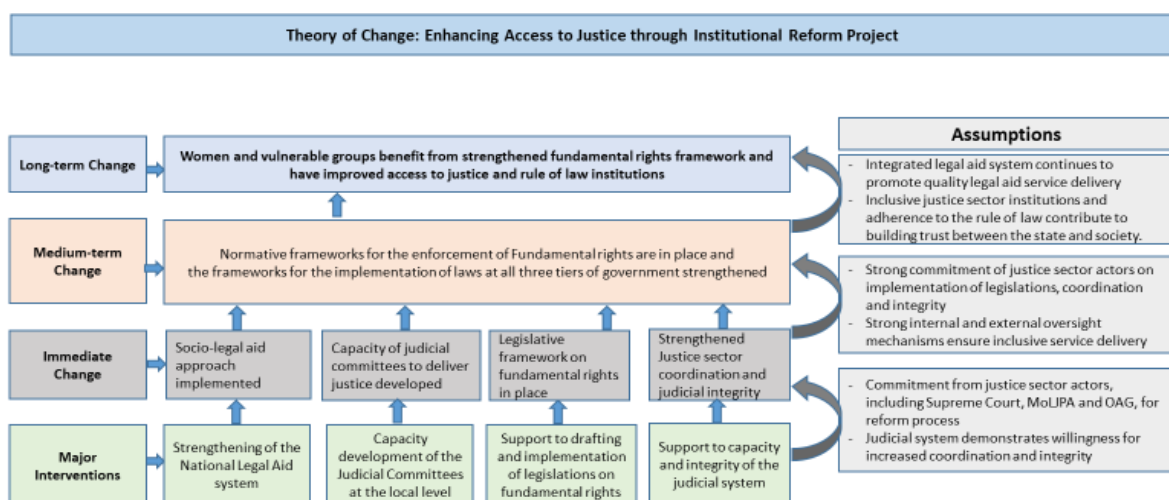 Theory of Change: Enhancing Access to Justice through Institutional Reform Project
Assumptions
Long-term Change
Women and vulnerable groups benefit from strengthened fundamental rights framework and
have improved access to justice and rule of law institutions
- Integrated legal aid system continues to
promote quality legal aid service delivery
- Inclusive justice sector institutions and
adherence to the rule of law contribute to
building trust between the state and society.
Medium-term
Change
Normative frameworks for the enforcement of Fundamental rights are in place and
the frameworks for the implementation of laws at all three tiers of government strengthened
- Strong commitment of justice sector actors on
implementation of legislations, coordination
and integrity
- Strong internal and external oversight
mechanisms ensure inclusive service delivery
Immediate
Change
Socio-legal aid
approach
implemented
Capacity of judicial
committees to deliver
justice developed
Legislative
framework on
fundamental rights
in place
Strengthened
Justice sector
coordination and
judicial integrity
- Commitment from justice sector actors,
including Supreme Court, MoLJPA and OAG, for
reform process
- Judicial system demonstrates willingness for
increased coordination and integrity
Major
Interventions
Strengthening of the
National Legal Aid
system
Capacity
development of the
Judicial Committees
at the local level
Support to drafting
and implementation
of legislations on
fundamental rights
Support to capacity
and integrity of the
judicial system